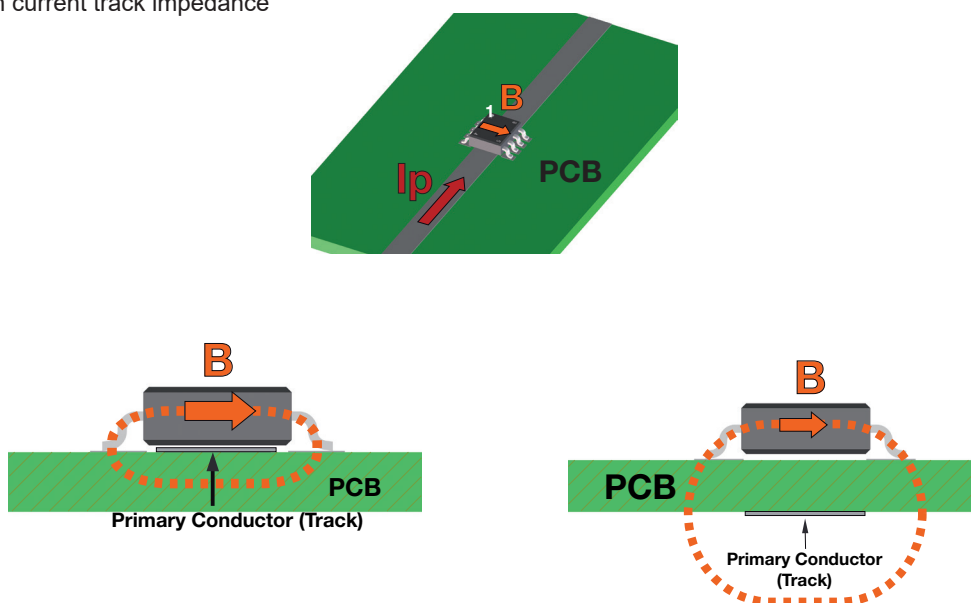 current track impedance
B
1
Ip
PCB
B
PCB
Primary Conductor (Track)
B
PCB
Primary Conductor
(Track)